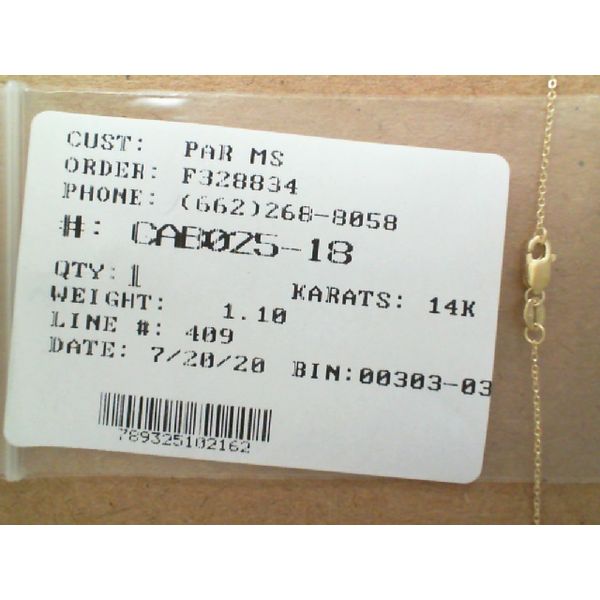 CUST: PAR MS
ORDER: F328834
PHONE: (662)268-8058
#: CAB025-18
QTY: 1 KARATS: 14K
WEIGHT: 1.10
LINE #: 409
DATE: 7/20/20 BIN:00303-03
789325102162